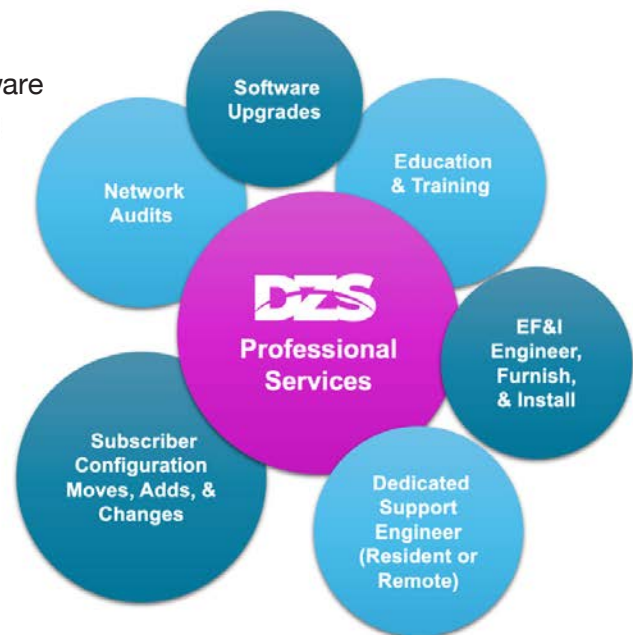 Software
Upgrades
Education
& Training
Network
Audits
DZS
Professional
Services
EF&I
Engineer,
Furnish,
& Install
Subscriber
Configuration
Moves, Adds, &
Changes
Dedicated
Support
Engineer
(Resident or
Remote)